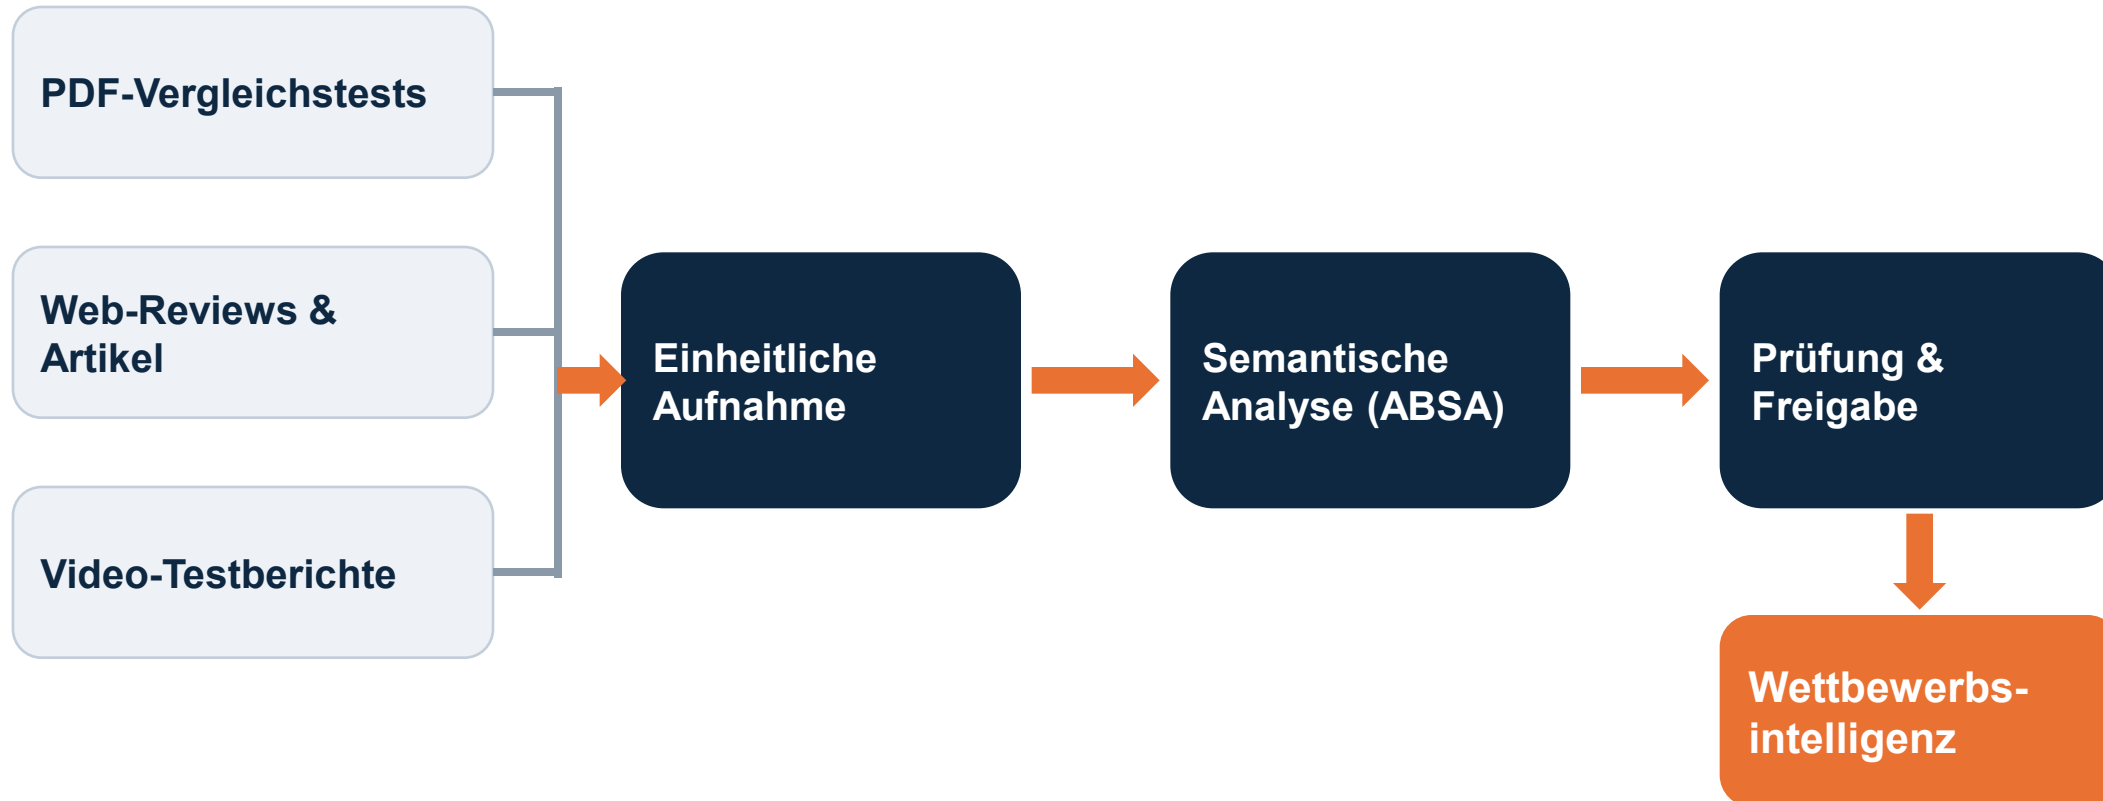 PDF-Vergleichstests
Web-Reviews &
Artikel
Video-Testberichte
Einheitliche
Aufnahme
Semantische
Analyse (ABSA)
Prüfung &
Freigabe
Wettbewerbs-
intelligenz